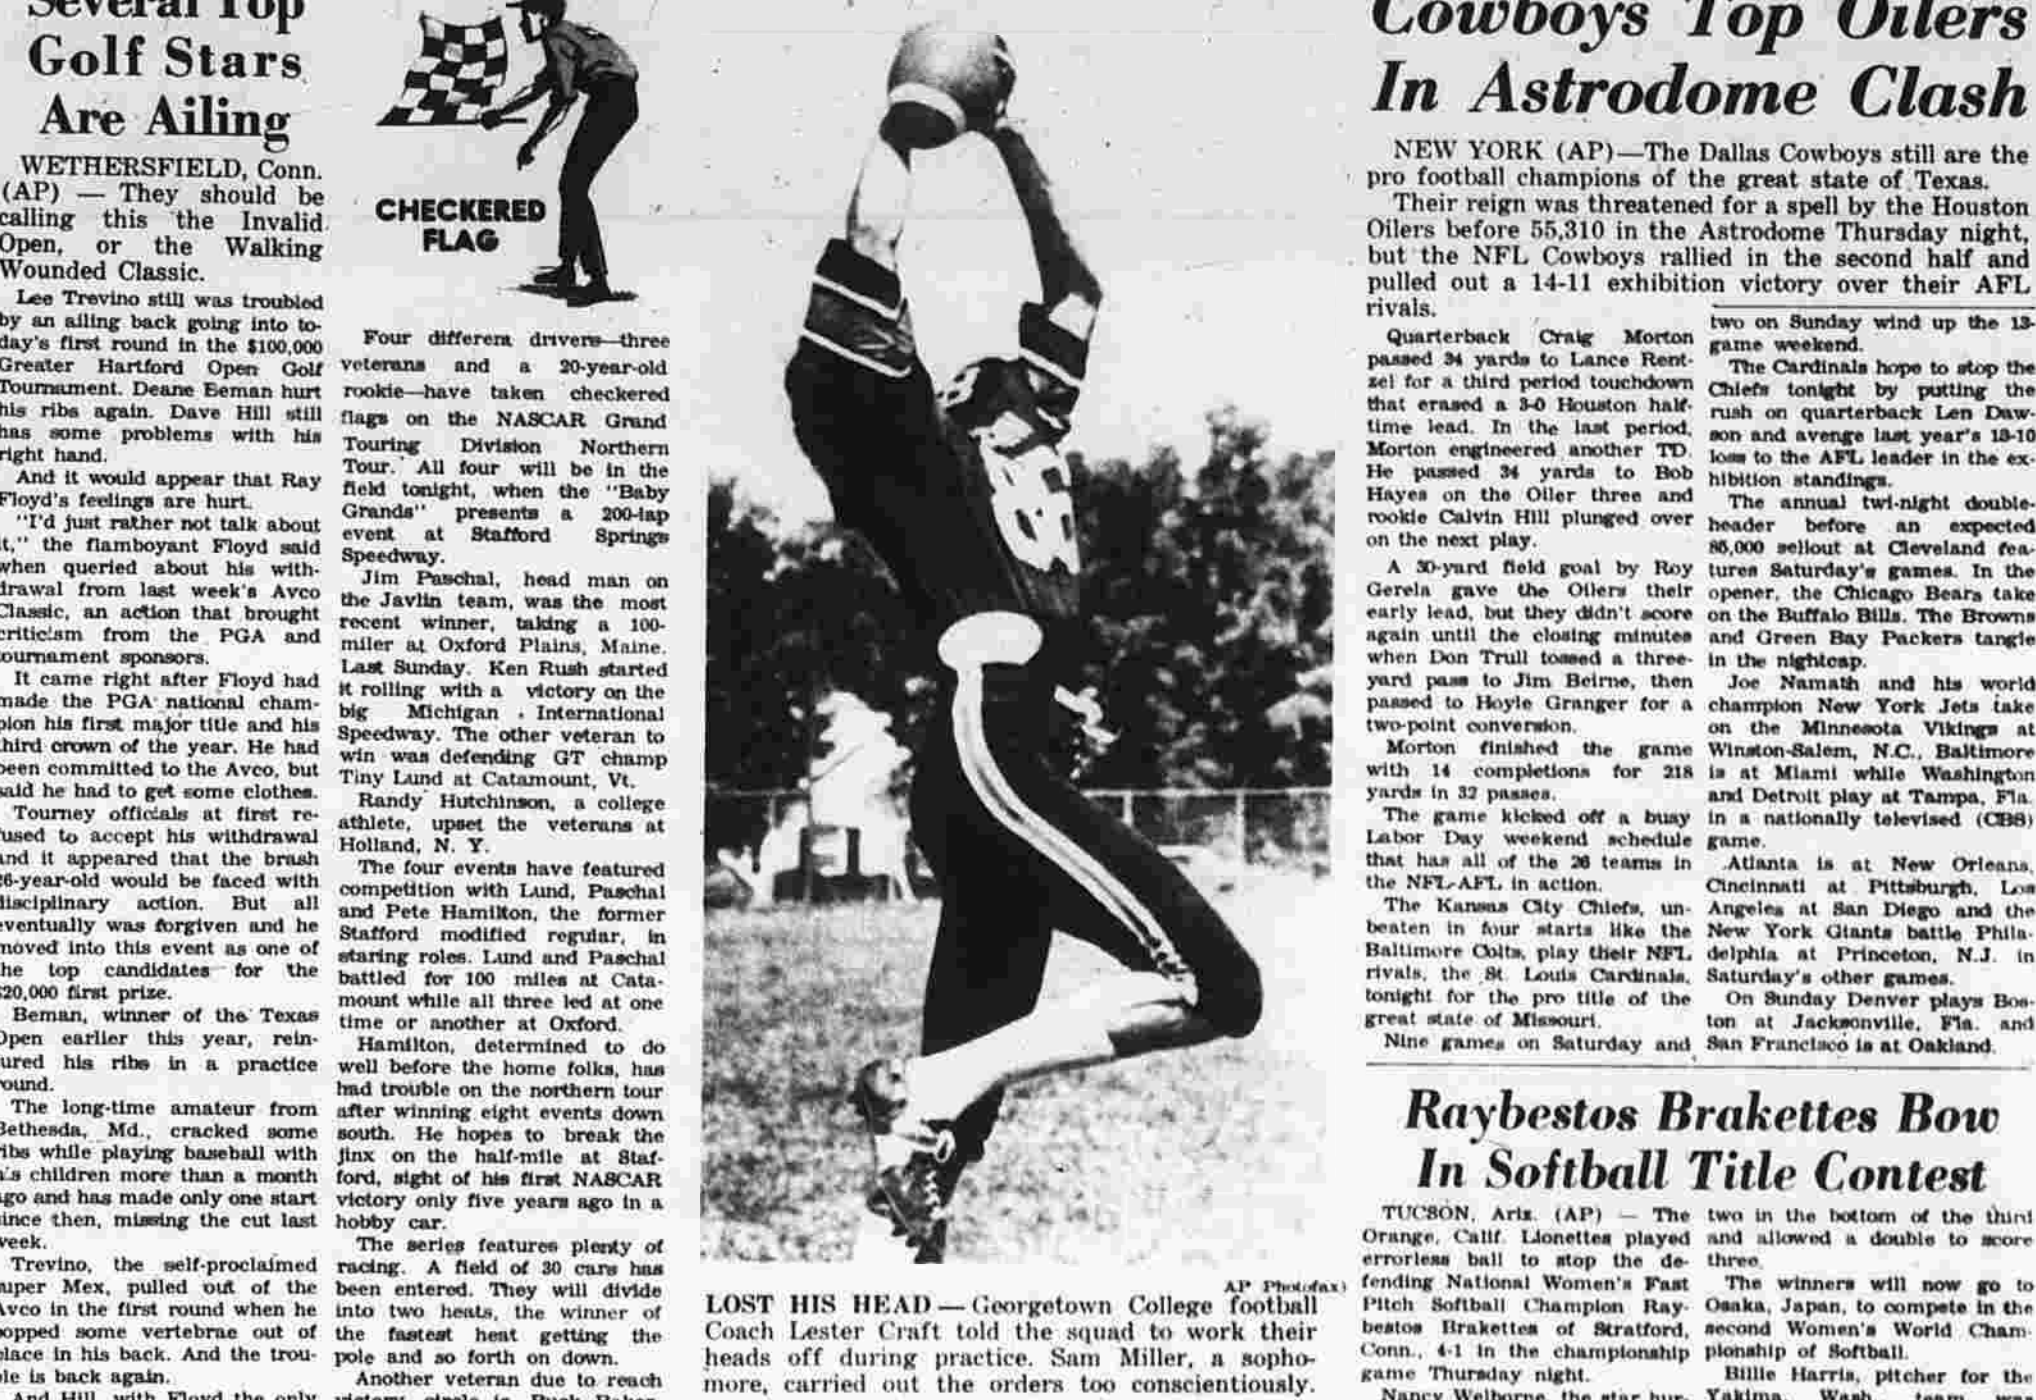 Several Top
Golf Stars
Are Ailing
WETHERSFIELD, Conn.
(AP) — They should be
calling this the Invalid
Open, or the Walking
Wounded Classic.
Lee Trevino still was troubled
by an ailing back going into to-
day's first round in the $100,000
Greater Hartford Open Golf
Tournament. Deane Beman hurt
his ribs again. Dave Hill still
has some problems with his
right hand.
And it would appear that Ray
Floyd's feelings are hurt.
"I'd just rather not talk about
it," the flamboyant Floyd said
when queried about his with-
drawal from last week's Avco
Classic, an action that brought
criticism from the PGA and
tournament sponsors.
It came right after Floyd had
made the PGA national cham-
pion his first major title and his
third crown of the year. He had
been committed to the Avco, but
said he had to get some clothes.
Tourney officials at first re-
fused to accept his withdrawal
and it appeared that the brash
26-year-old would be faced with
disciplinary action. But all
eventually was forgiven and he
moved into this event as one of
the top candidates for the
$20,000 first prize.
Beman, winner of the Texas
Open earlier this year, rein-
jured his ribs in a practice
round.
The long-time amateur from
Bethesda, Md., cracked some
ribs while playing baseball with
his children more than a month
ago and has made only one start
since then, missing the cut last
week.
Trevino, the self-proclaimed
Super Mex, pulled out of the
Avco in the first round when he
popped some vertebrae out of
place in his back. And the trou-
ble is back again.
And Hill, with Floyd the only
CHECKERED
FLAG
Four different drivers—three
veterans and a 20-year-old
rookie—have taken checkered
flags on the NASCAR Grand
Touring Division Northern
Tour. All four will be in the
field tonight, when the "Baby
Grands" presents a 200-lap
event at Stafford Springs
Speedway.
Jim Paschal, head man on
the Javlin team, was the most
recent winner, taking a 100-
miler at Oxford Plains, Maine.
Last Sunday. Ken Rush started
it rolling with a victory on the
big Michigan International
Speedway. The other veteran to
win was defending GT champ
Tiny Lund at Catamount, Vt.
Randy Hutchinson, a college
athlete, upset the veterans at
Holland, N. Y.
The four events have featured
competition with Lund, Paschal
and Pete Hamilton, the former
Stafford modified regular, in
staring roles. Lund and Paschal
battled for 100 miles at Cata-
mount while all three led at one
time or another at Oxford.
Hamilton, determined to do
well before the home folks, has
had trouble on the northern tour
after winning eight events down
south. He hopes to break the
jinx on the half-mile at Staf-
ford, sight of his first NASCAR
victory only five years ago in a
hobby car.
The series features plenty of
racing. A field of 30 cars has
been entered. They will divide
into two heats, the winner of
the fastest heat getting the
pole and so forth on down.
Another veteran due to reach
AP Photofax)
LOST HIS HEAD — Georgetown College football
Coach Lester Craft told the squad to work their
heads off during practice. Sam Miller, a sopho-
more, carried out the orders too conscientiously.
Cowboys Top Oilers
In Astrodome Clash
NEW YORK (AP)—The Dallas Cowboys still are the
pro football champions of the great state of Texas.
Their reign was threatened for a spell by the Houston
Oilers before 55,310 in the Astrodome Thursday night,
but the NFL Cowboys rallied in the second half and
pulled out a 14-11 exhibition victory over their AFL
rivals.
Quarterback Craig Morton
passed 34 yards to Lance Rent-
zel for a third period touchdown
that erased a 3-0 Houston half-
time lead. In the last period,
Morton engineered another TD.
He passed 34 yards to Bob
Hayes on the Oiler three and
rookie Calvin Hill plunged over
on the next play.
A 30-yard field goal by Roy
Gerela gave the Oilers their
early lead, but they didn't score
again until the closing minutes
when Don Trull tossed a three-
yard pass to Jim Beirne, then
passed to Hoyle Granger for a
two-point conversion.
Morton finished the game
with 14 completions for 218
yards in 32 passes.
The game kicked off a busy
Labor Day weekend schedule
that has all of the 26 teams in
the NFL-AFL in action.
The Kansas City Chiefs, un-
beaten in four starts like the
Baltimore Colts, play their NFL
rivals, the St. Louis Cardinals,
tonight for the pro title of the
great state of Missouri.
Nine games on Saturday and
two on Sunday wind up the 13-
game weekend.
The Cardinals hope to stop the
Chiefs tonight by putting the
rush on quarterback Len Daw-
son and avenge last year's 13-10
loss to the AFL leader in the ex-
hibition standings.
The annual twi-night double-
header before an expected
85,000 sellout at Cleveland fea-
tures Saturday's games. In the
opener, the Chicago Bears take
on the Buffalo Bills. The Browns
and Green Bay Packers tangle
in the nightcap.
Joe Namath and his world
champion New York Jets take
on the Minnesota Vikings at
Winston-Salem, N.C., Baltimore
is at Miami while Washington
and Detroit play at Tampa, Fla.
in a nationally televised (CBS)
game.
Atlanta is at New Orleans,
Cincinnati at Pittsburgh, Los
Angeles at San Diego and the
New York Giants battle Phila-
delphia at Princeton, N.J. in
Saturday's other games.
On Sunday Denver plays Bos-
ton at Jacksonville, Fla. and
San Francisco is at Oakland.
Raybestos Brakettes Bow
In Softball Title Contest
TUCSON, Ariz. (AP) — The
Orange, Calif. Lionettes played
errorless ball to stop the de-
fending National Women's Fast
Pitch Softball Champion Ray-
bestos Brakettes of Stratford,
Conn., 4-1 in the championship
game Thursday night.
Nancy Welborne, the star hur-
two in the bottom of the third
and allowed a double to score
three.
The winners will now go to
Osaka, Japan, to compete in the
second Women's World Cham-
pionship of Softball.
Billie Harris, pitcher for the
Yakima, Wash.